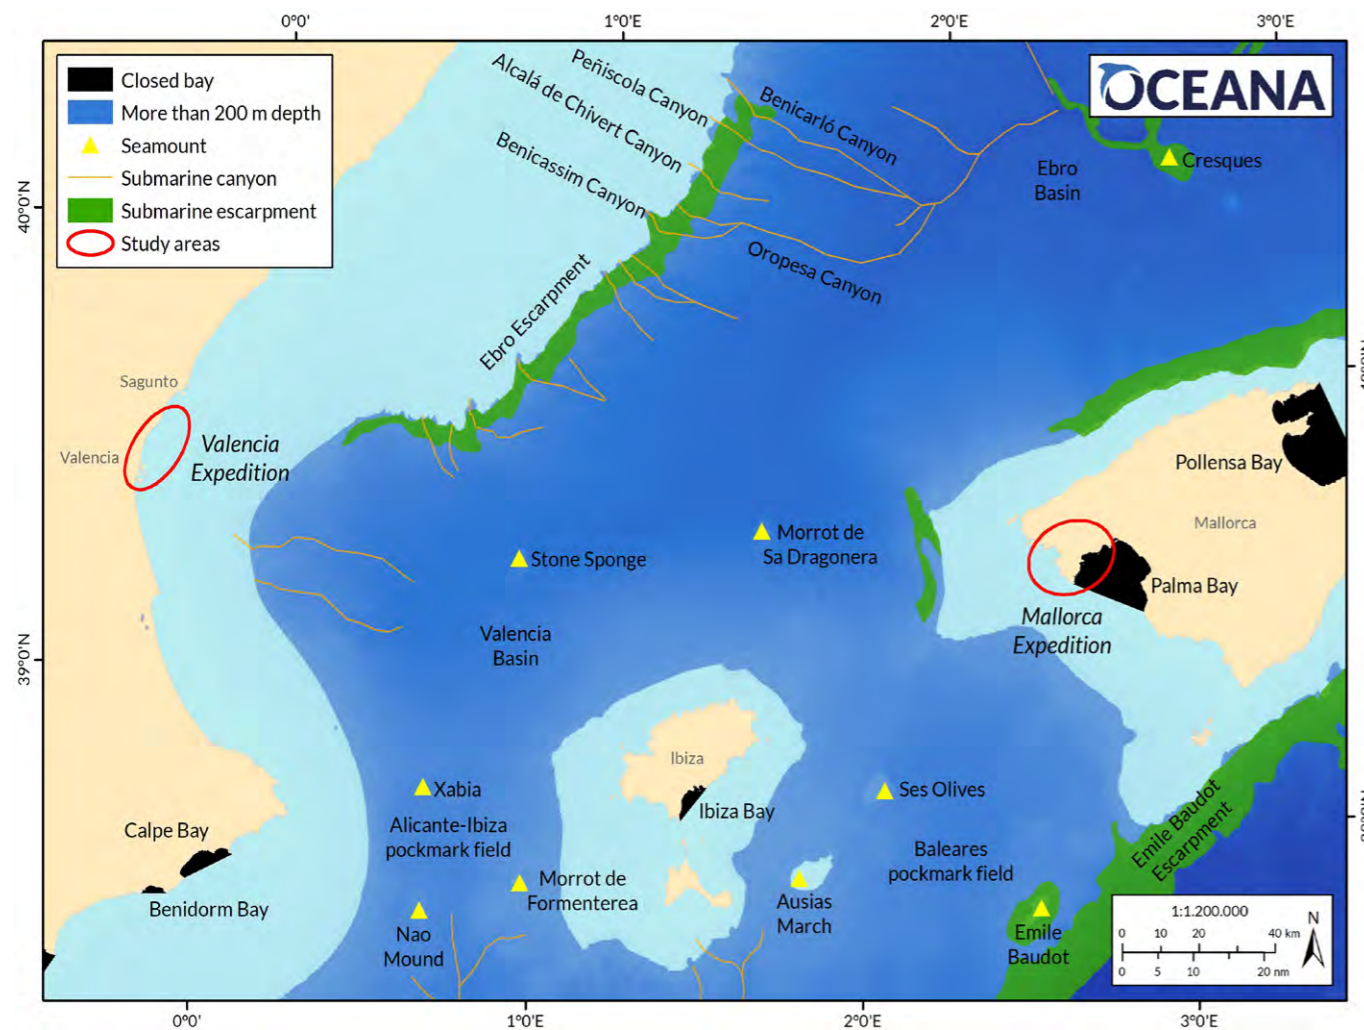 0°0'
1°0'E
2°0'E
3°0'E
Closed bay
More than 200 m depth
Seamount
Submarine canyon
Submarine escarpment
Study areas
OCEANA
Peñiscola Canyon
Alcalá de Chivert Canyon
Benicassim Canyon
Benicarló Canyon
Oropesa Canyon
Ebro Escarpment
Ebro
Basin
Cresques
40°0'N
Sagunto
Valencia
Valencia
Expedition
Pollensa Bay
Mallorca
Palma Bay
Mallorca
Expedition
Stone Sponge
Morrot de
Sa Dragonera
Valencia
Basin
39°0'N
Ibiza
Ibiza Bay
Xabia
Alicante-Ibiza
pockmark field
Ses Olives
Baleares
pockmark field
Calpe Bay
Benidorm Bay
Morrot de
Formenterea
Nao
Mound
Ausias
March
Emile
Baudot
Emile Baudot
Escarpment
1:1.200.000
N
0 10 20 40 km
0 5 10 20 nm
0°0'
1°0'E
2°0'E
3°0'E